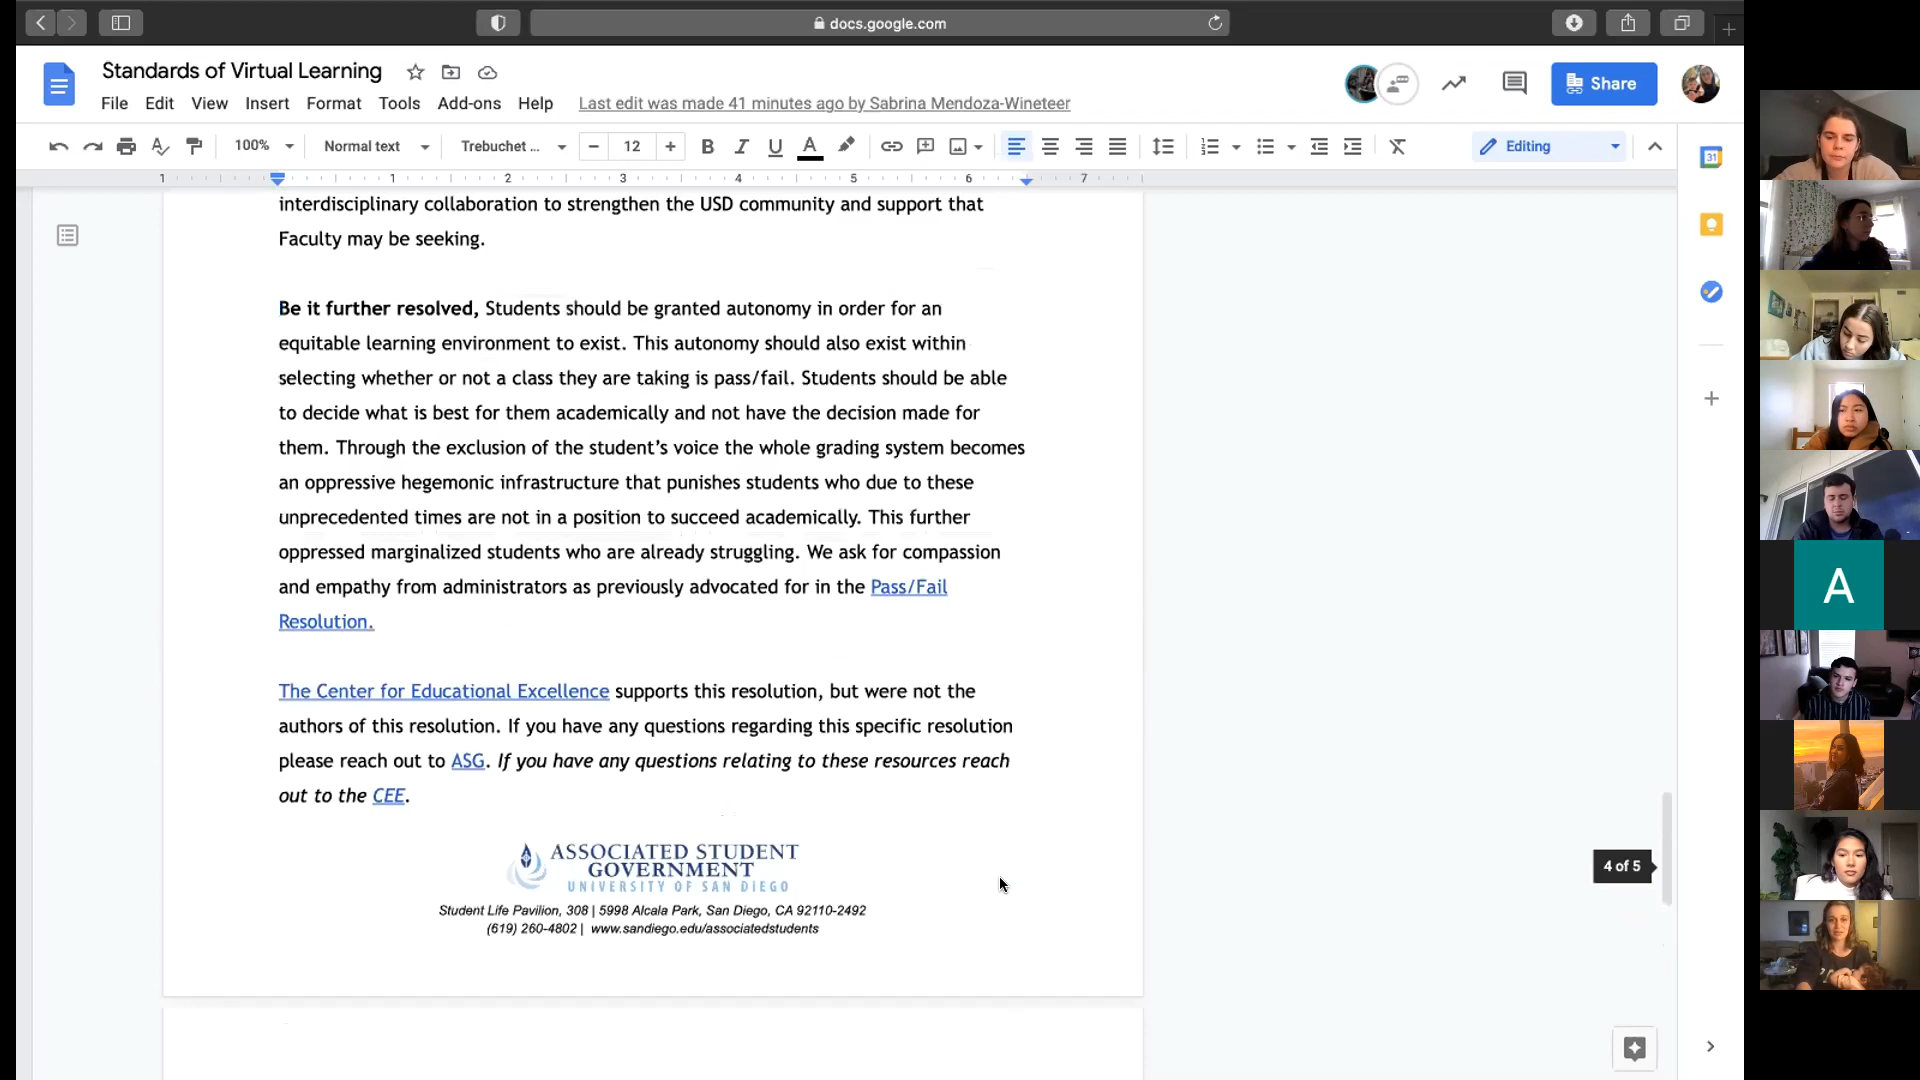 docs.google.com
Standards of Virtual Learning
Share
File Edit View Insert Format Tools Add-ons Help Last edit was made 41 minutes ago by Sabrina Mendoza-Wineteer
100% Normal text Trebuchet ... 12 B I U A Editing
1 1 2 3 4 5 6 7
31
interdisciplinary collaboration to strengthen the USD community and support that
Faculty may be seeking.
Be it further resolved, Students should be granted autonomy in order for an
equitable learning environment to exist. This autonomy should also exist within
selecting whether or not a class they are taking is pass/fail. Students should be able
to decide what is best for them academically and not have the decision made for
them. Through the exclusion of the student’s voice the whole grading system becomes
an oppressive hegemonic infrastructure that punishes students who due to these
unprecedented times are not in a position to succeed academically. This further
oppressed marginalized students who are already struggling. We ask for compassion
and empathy from administrators as previously advocated for in the Pass/Fail
Resolution.
The Center for Educational Excellence supports this resolution, but were not the
authors of this resolution. If you have any questions regarding this specific resolution
please reach out to ASG. If you have any questions relating to these resources reach
out to the CEE.
ASSOCIATED STUDENT
GOVERNMENT
UNIVERSITY OF SAN DIEGO
Student Life Pavilion, 308 | 5998 Alcala Park, San Diego, CA 92110-2492
(619) 260-4802 | www.sandiego.edu/associatedstudents
4 of 5
A